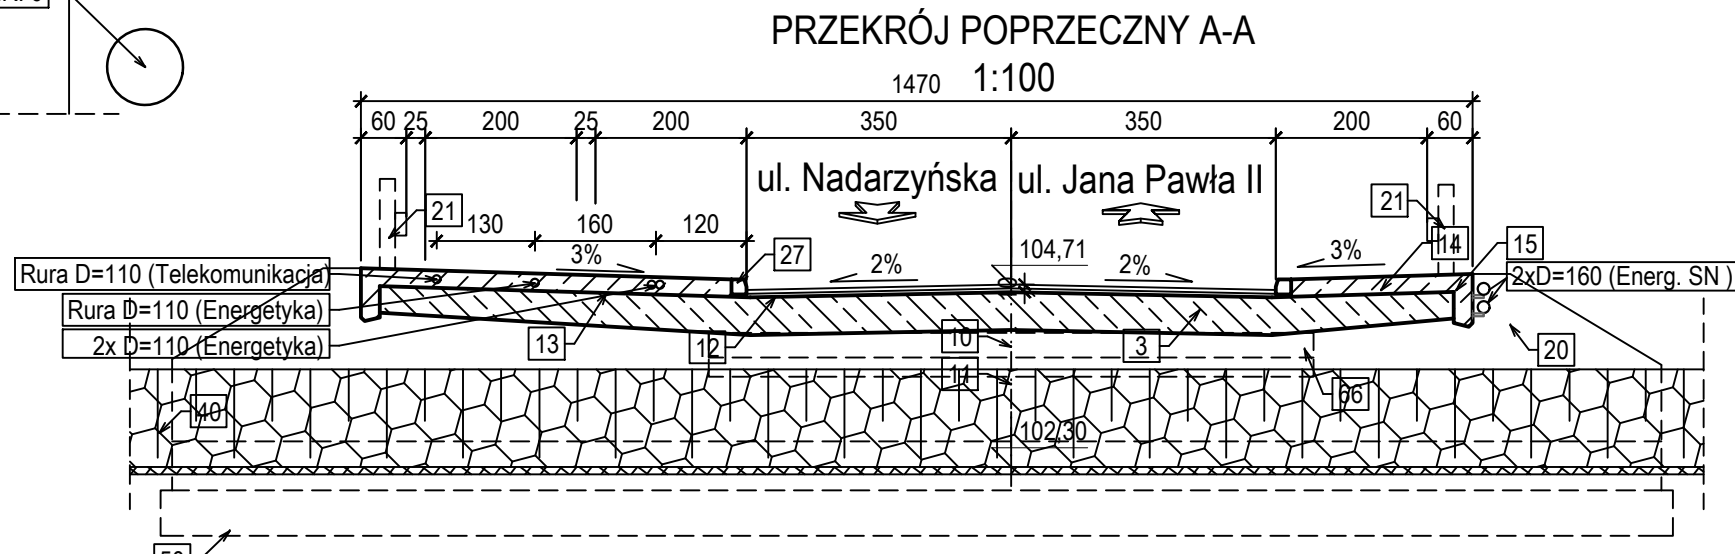 PRZEKRÓJ POPRZECZNY A-A
1470 1:100
60 25 200 25 200 350 350 200 60
ul. Nadarzyńska ul. Jana Pawła II
21 21
130 160 120
3% 27 2% 104,71 2% 3% 14 15
Rura D=110 (Telekomunikacja) 2xD=160 (Energ. SN )
Rura D=110 (Energetyka)
2x D=110 (Energetyka) 13 12 10 3 20
11 66
40
102,30